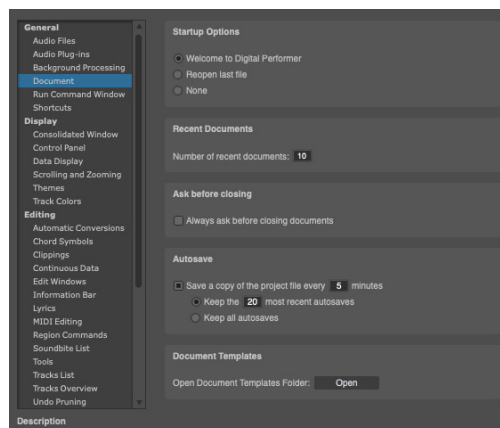 General
Audio Files
Audio Plug-ins
Background Processing
Document
Run Command Window
Shortcuts
Display
Consolidated Window
Control Panel
Data Display
Scrolling and Zooming
Themes
Track Colors
Editing
Automatic Conversions
Chord Symbols
Clippings
Continuous Data
Edit Windows
Information Bar
Lyrics
MIDI Editing
Region Commands
Soundbite List
Tools
Tracks List
Tracks Overview
Undo Pruning
Startup Options
Welcome to Digital Performer
Reopen last file
None
Recent Documents
Number of recent documents: 10
Ask before closing
Always ask before closing documents
Autosave
Save a copy of the project file every 5 minutes
Keep the 20 most recent autosaves
Keep all autosaves
Document Templates
Open Document Templates Folder: Open
Description